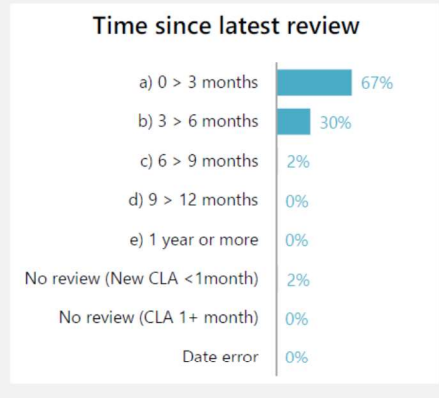 Time since latest review
a) 0 > 3 months 67%
b) 3 > 6 months 30%
c) 6 > 9 months 2%
d) 9 > 12 months 0%
e) 1 year or more 0%
No review (New CLA <1month) 2%
No review (CLA 1+ month) 0%
Date error 0%